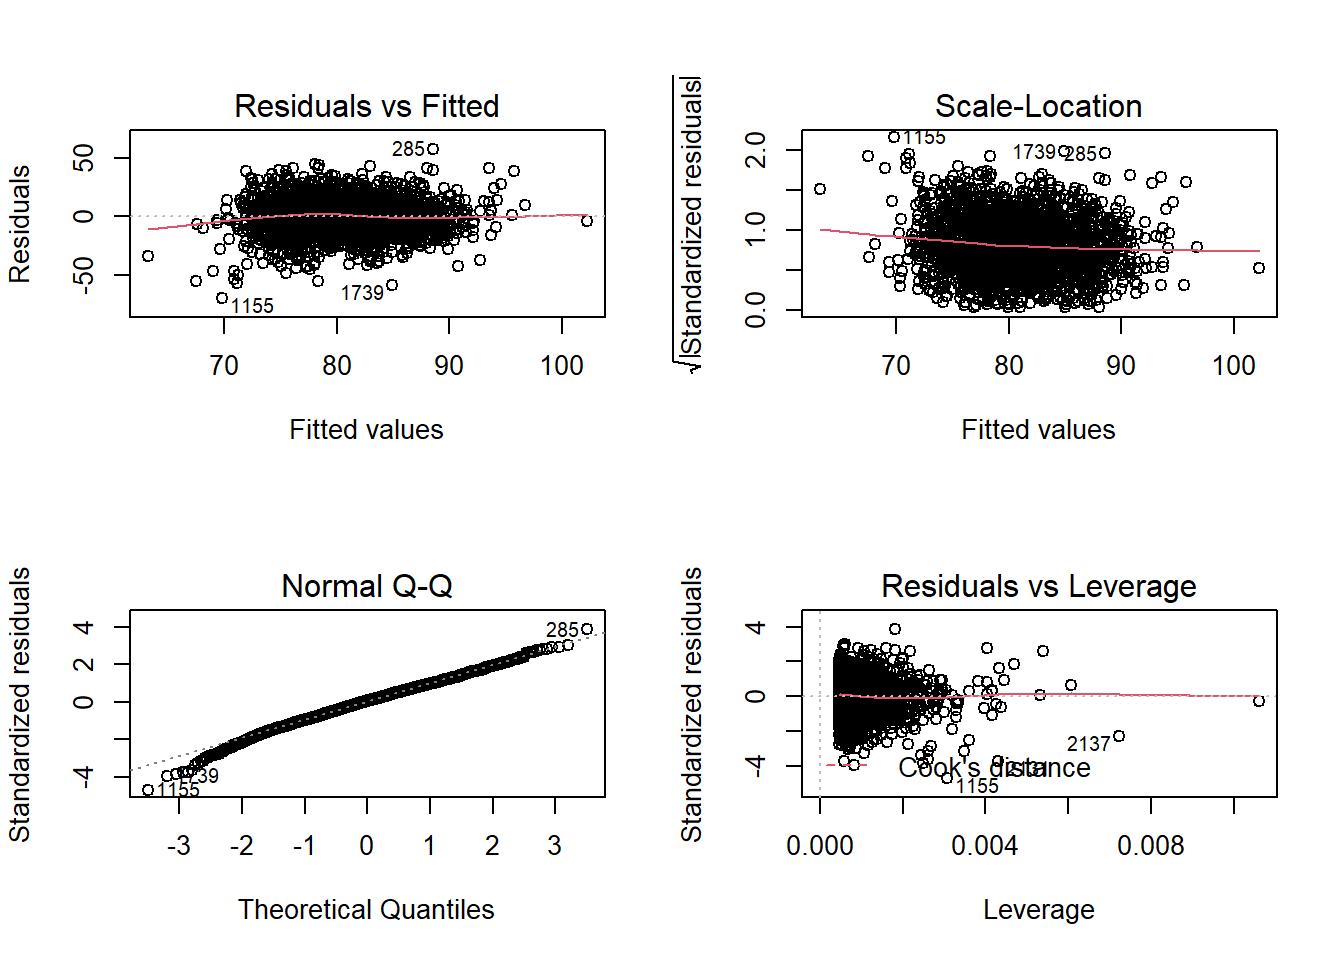 Residuals vs Fitted
Residuals
50
0
-50
285
1739
1155
70 80 90 100
Fitted values
Scale-Location
√|Standardized residuals|
2.0
1.0
0.0
1155
1739
285
70 80 90 100
Fitted values
Normal Q-Q
Standardized residuals
4
2
0
-4
285
1739
1155
-3 -2 -1 0 1 2 3
Theoretical Quantiles
Residuals vs Leverage
Standardized residuals
4
0
-4
2137
Cook's distance
1155
0.000 0.004 0.008
Leverage